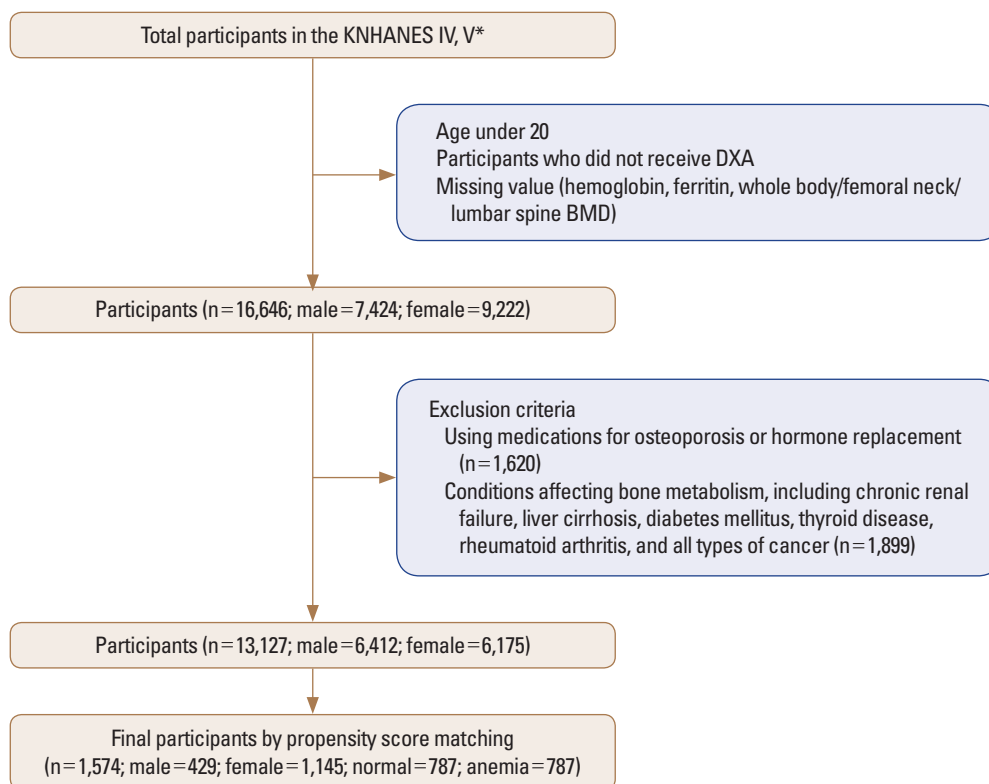 Total participants in the KNHANES IV, V*
Age under 20
Participants who did not receive DXA
Missing value (hemoglobin, ferritin, whole body/femoral neck/
lumbar spine BMD)
Participants (n=16,646; male=7,424; female=9,222)
Exclusion criteria
Using medications for osteoporosis or hormone replacement
(n=1,620)
Conditions affecting bone metabolism, including chronic renal
failure, liver cirrhosis, diabetes mellitus, thyroid disease,
rheumatoid arthritis, and all types of cancer (n=1,899)
Participants (n=13,127; male=6,412; female=6,175)
Final participants by propensity score matching
(n=1,574; male=429; female=1,145; normal=787; anemia=787)